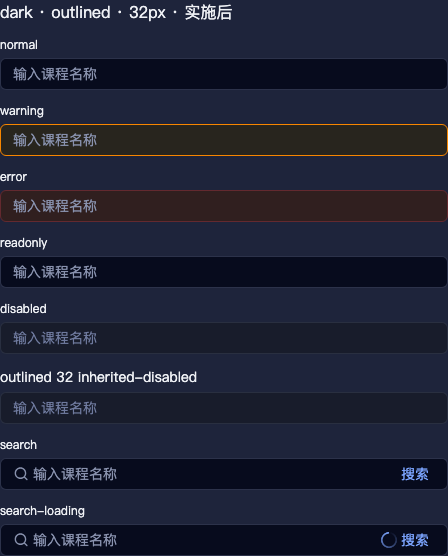 dark · outlined · 32px · 实施后
normal
输入课程名称
warning
输入课程名称
error
输入课程名称
readonly
输入课程名称
disabled
输入课程名称
outlined 32 inherited-disabled
输入课程名称
search
输入课程名称 搜索
search-loading
输入课程名称 搜索